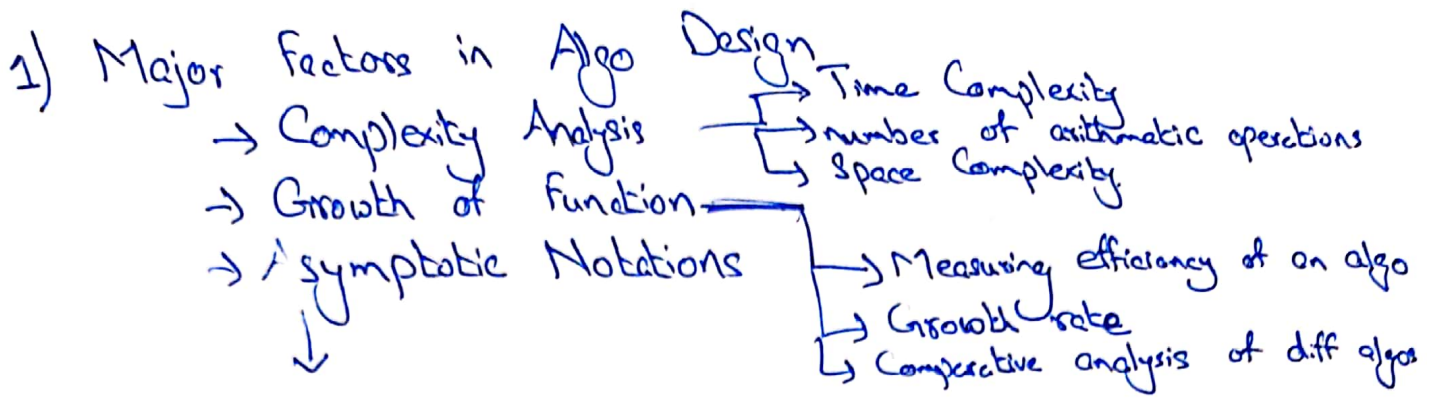 1) Major factors in Algo Design
→ Complexity Analysis
→ Time Complexity
→ number of arithmatic operations
→ Space Complexity.
→ Growth of function
→ Measuring efficiency of an algo
→ Growth rate
→ Comparative analysis of diff algos
→ Asymptotic Notations
↓